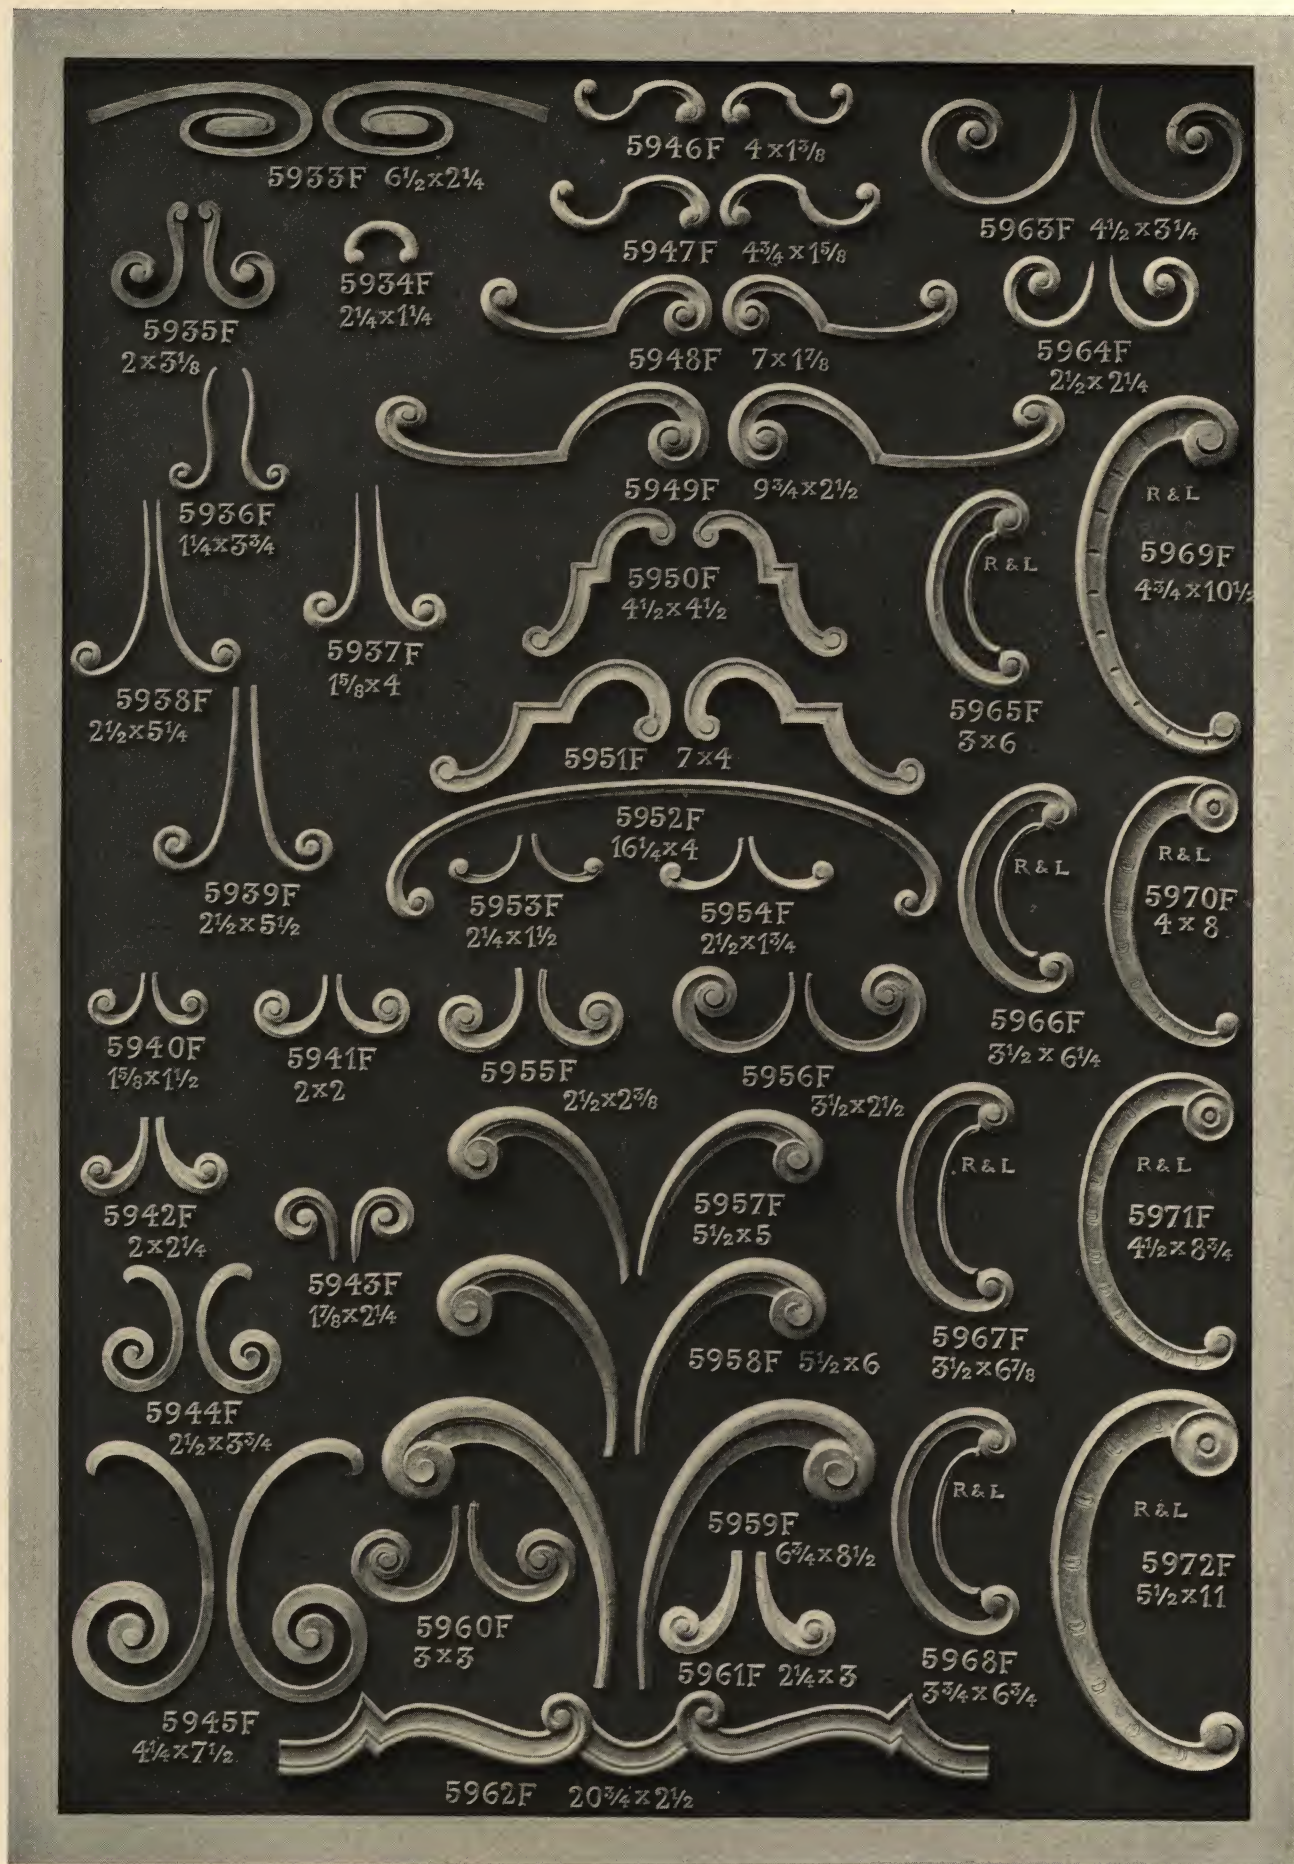 5933F 6½x2¼
5946F 4x1⅜
5963F 4½x3¼
5947F 4¾x1⅝
5934F
2¼x1¼
5935F
2x3⅛
5948F 7x1⅞
5964F
2½x2¼
5936F
1¼x3¾
5949F 9¾x2½
R & L
5969F
4¾x10½
5950F
4½x4½
R & L
5965F
3x6
5937F
1⅝x4
5938F
2½x5¼
5951F 7x4
5952F
16¼x4
5939F
2½x5½
5953F
2¼x1½
5954F
2½x1¾
R & L
5966F
3½x6¼
R & L
5970F
4x8
5940F
1⅝x1½
5941F
2x2
5955F
2½x2⅜
5956F
3½x2½
5942F
2x2¼
5943F
1⅞x2¼
5957F
5½x5
R & L
5967F
3½x6⅞
R & L
5971F
4½x8¾
5958F 5½x6
5944F
2½x3¾
5959F
6¾x8½
R & L
5968F
3¾x6¾
R & L
5972F
5½x11
5960F
3x3
5961F 2¼x3
5945F
4¼x7½
5962F 20¾x2½